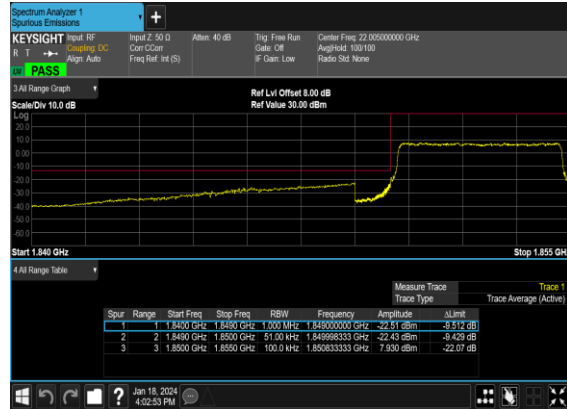 Spectrum Analyzer 1
Spurious Emissions
+
KEYSIGHT Input: RF Input Z: 50 Ω Atten: 40 dB Trig: Free Run Center Freq: 22.005000000 GHz
R T Coupling: DC Corr CCorr Gate: Off Avg|Hold: 100/100
Align: Auto Freq Ref: Int (S) IF Gain: Low Radio Std: None
PASS
3 All Range Graph
Ref Lvl Offset 8.00 dB
Scale/Div 10.0 dB Ref Value 30.00 dBm
Log
20.0
10.0
0.00
-10.0
-20.0
-30.0
-40.0
-50.0
-60.0
Start 1.840 GHz Stop 1.855 GH
4 All Range Table
Measure Trace Trace 1
Trace Type Trace Average (Active)
Spur Range Start Freq Stop Freq RBW Frequency Amplitude ΔLimit
1 1 1.8400 GHz 1.8490 GHz 1.000 MHz 1.849000000 GHz -22.51 dBm -9.512 dB
2 2 1.8490 GHz 1.8500 GHz 51.00 kHz 1.849998333 GHz -22.43 dBm -9.429 dB
3 3 1.8500 GHz 1.8550 GHz 100.0 kHz 1.850833333 GHz 7.930 dBm -22.07 dB
? Jan 18, 2024
4:02:53 PM